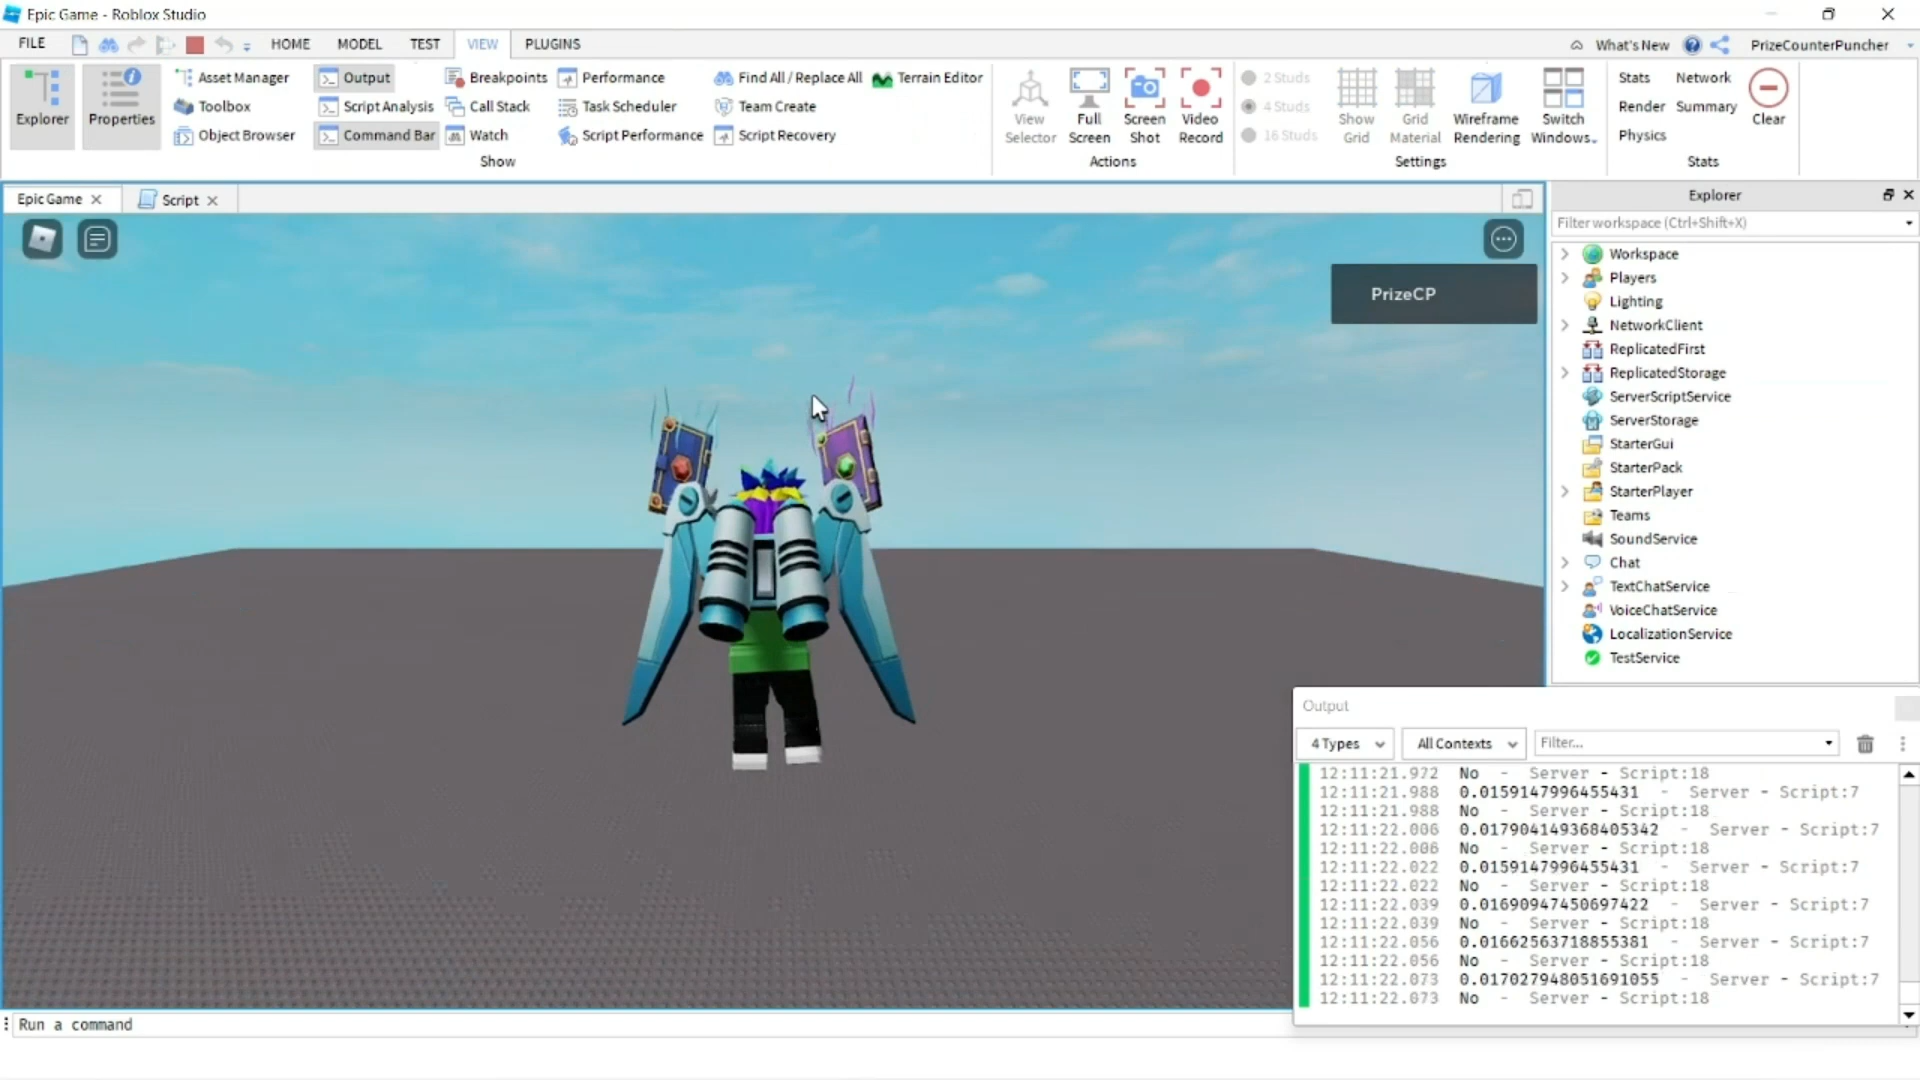 Epic Game - Roblox Studio
FILE HOME MODEL TEST VIEW PLUGINS What's New PrizeCounterPuncher
Explorer
Properties
Asset Manager
Toolbox
Object Browser
Output
Script Analysis
Command Bar
Breakpoints
Call Stack
Watch
Performance
Task Scheduler
Script Performance
Find All / Replace All
Team Create
Script Recovery
Terrain Editor
Show
View Selector
Full Screen
Screen Shot
Video Record
Actions
2 Studs
4 Studs
16 Studs
Show Grid
Grid Material
Wireframe Rendering
Switch Windows
Settings
Stats
Render
Physics
Network
Summary
Clear
Stats
Epic Game
Script
PrizeCP
Explorer
Filter workspace (Ctrl+Shift+X)
Workspace
Players
Lighting
NetworkClient
ReplicatedFirst
ReplicatedStorage
ServerScriptService
ServerStorage
StarterGui
StarterPack
StarterPlayer
Teams
SoundService
Chat
TextChatService
VoiceChatService
LocalizationService
TestService
Output
4 Types All Contexts Filter...
12:11:21.972 No - Server - Script:18
12:11:21.988 0.0159147996455431 - Server - Script:7
12:11:21.988 No - Server - Script:18
12:11:22.006 0.017904149368405342 - Server - Script:7
12:11:22.006 No - Server - Script:18
12:11:22.022 0.0159147996455431 - Server - Script:7
12:11:22.022 No - Server - Script:18
12:11:22.039 0.01690947450697422 - Server - Script:7
12:11:22.039 No - Server - Script:18
12:11:22.056 0.01662563718855381 - Server - Script:7
12:11:22.056 No - Server - Script:18
12:11:22.073 0.017027948051691055 - Server - Script:7
12:11:22.073 No - Server - Script:18
Run a command